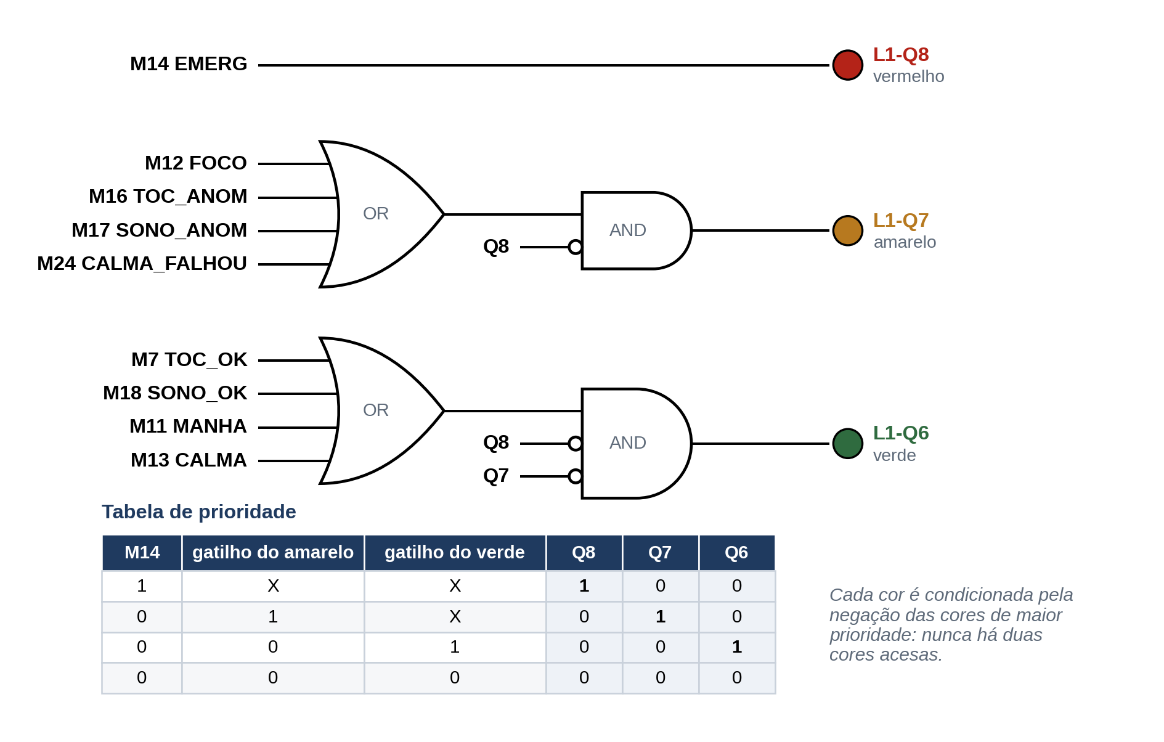 M14 EMERG
L1-Q8
vermelho
M12 FOCO
M16 TOC_ANOM
M17 SONO_ANOM
M24 CALMA_FALHOU
OR
Q8
AND
L1-Q7
amarelo
M7 TOC_OK
M18 SONO_OK
M11 MANHA
M13 CALMA
OR
Q8
Q7
AND
L1-Q6
verde
Tabela de prioridade
M14 gatilho do amarelo gatilho do verde Q8 Q7 Q6
1 X X 1 0 0
0 1 X 0 1 0
0 0 1 0 0 1
0 0 0 0 0 0
Cada cor é condicionada pela
negação das cores de maior
prioridade: nunca há duas
cores acesas.